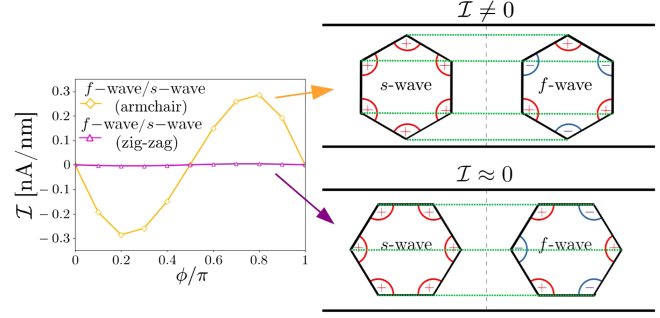 f−wave/s−wave
(armchair)
f−wave/s−wave
(zig-zag)
ℐ [nA/nm]
0.3
0.2
0.1
0
−0.1
−0.2
−0.3
0
0.2
0.4
0.6
0.8
1
ϕ/π
ℐ ≠ 0
+ +
+ + − −
s-wave f-wave
+ + + +
+ −
ℐ ≈ 0
+ + + −
+ s-wave + − f-wave +
+ + + −